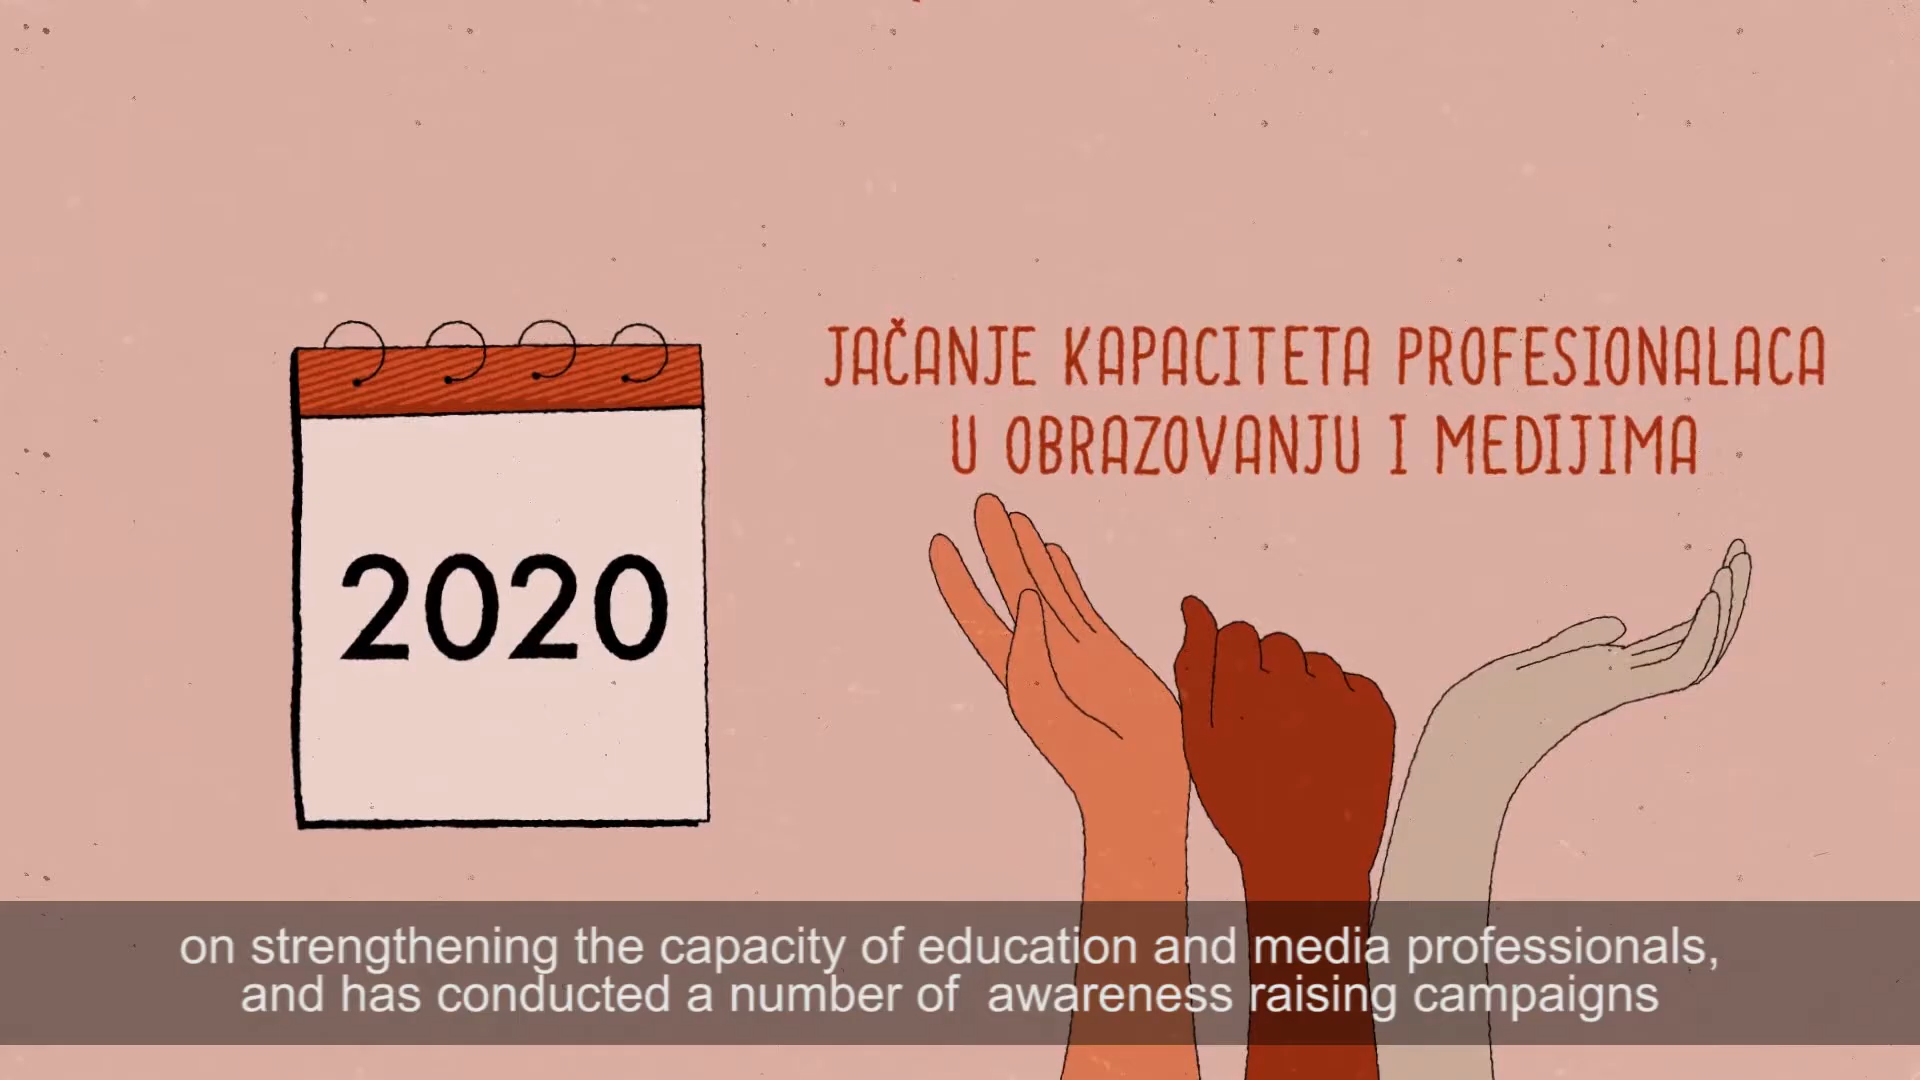 JAČANJE KAPACITETA PROFESIONALACA
U OBRAZOVANJU I MEDIJIMA
2020
on strengthening the capacity of education and media professionals,
and has conducted a number of  awareness raising campaigns